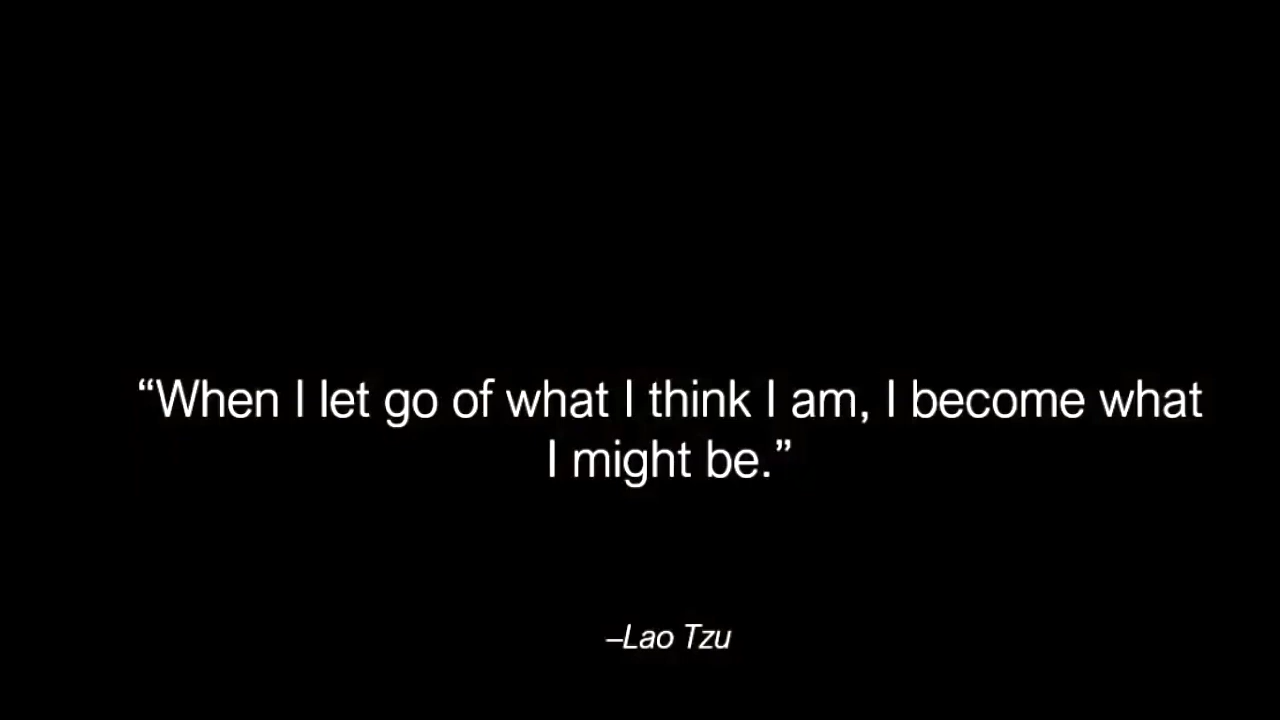 “When I let go of what I think I am, I become what
I might be.”
–Lao Tzu